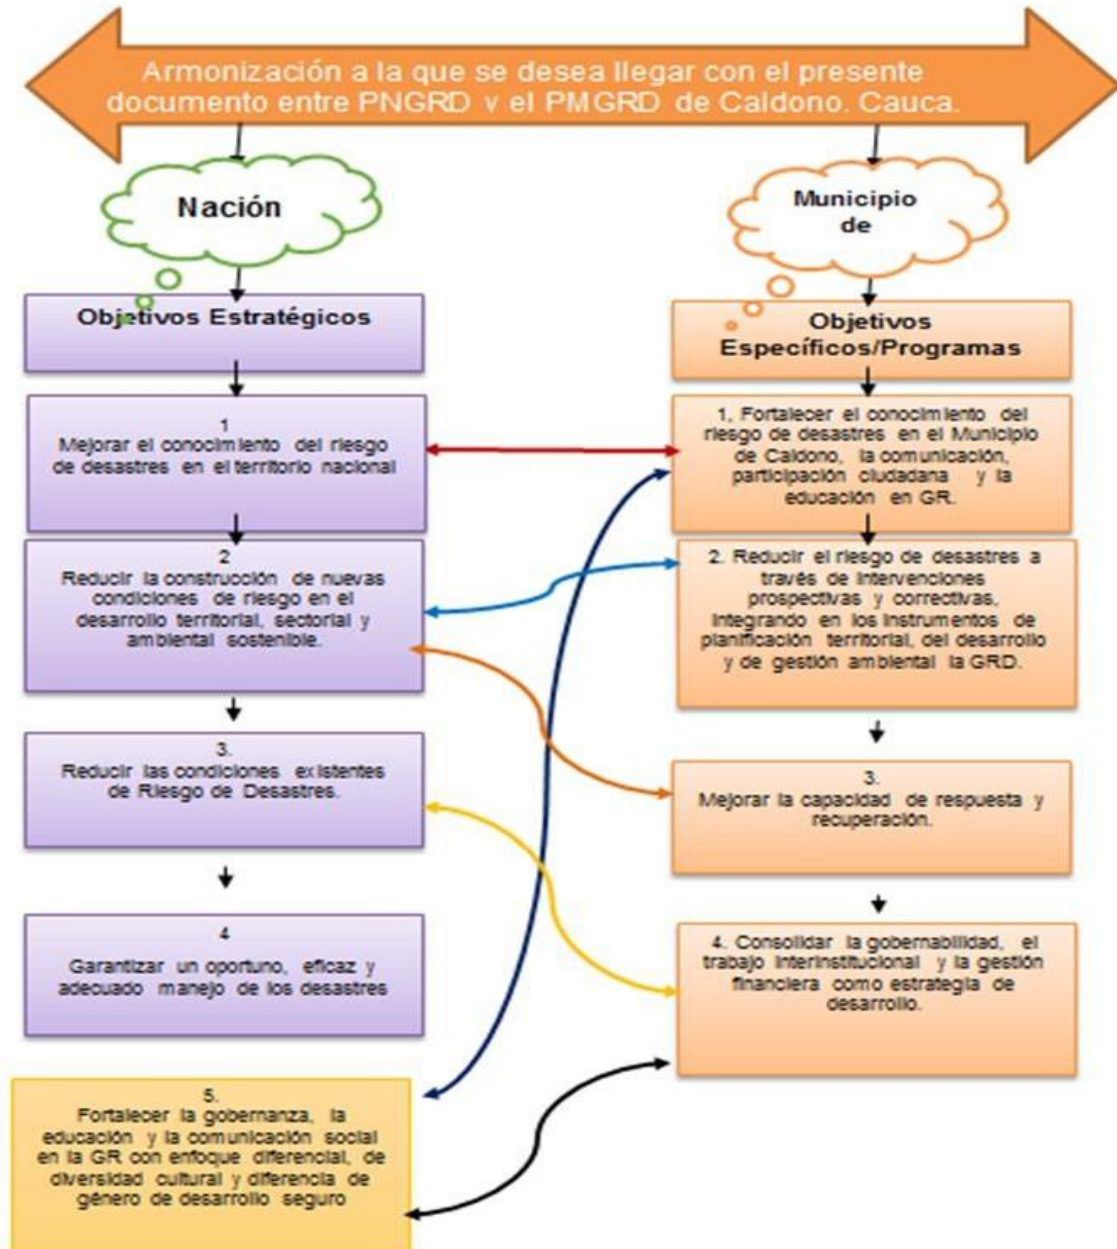 Armonización a la que se desea llegar con el presente
documento entre PNGRD y el PMGRD de Caldono. Cauca.
Nación
Objetivos Estratégicos
1
Mejorar el conocimiento del riesgo
de desastres en el territorio nacional
2
Reducir la construcción de nuevas
condiciones de riesgo en el
desarrollo territorial, sectorial y
ambiental sostenible.
3.
Reducir las condiciones existentes
de Riesgo de Desastres.
4
Garantizar un oportuno, eficaz y
adecuado manejo de los desastres
5.
Fortalecer la gobernanza, la
educación y la comunicación social
en la GR con enfoque diferencial, de
diversidad cultural y diferencia de
género de desarrollo seguro
Municipio
de
Objetivos
Específicos/Programas
1, Fortalecer el conocimiento del
riesgo de desastres en el Municipio
de Caldono, la comunicación,
participación ciudadana y la
educación en GR.
2. Reducir el riesgo de desastres a
través de intervenciones
prospectivas y correctivas,
integrando en los instrumentos de
planificación territorial, del desarrollo
y de gestión ambiental la GRD.
3.
Mejorar la capacidad de respuesta y
recuperación.
4. Consolidar la gobernabilidad, el
trabajo interinstitucional y la gestión
financiera como estrategia de
desarrollo.